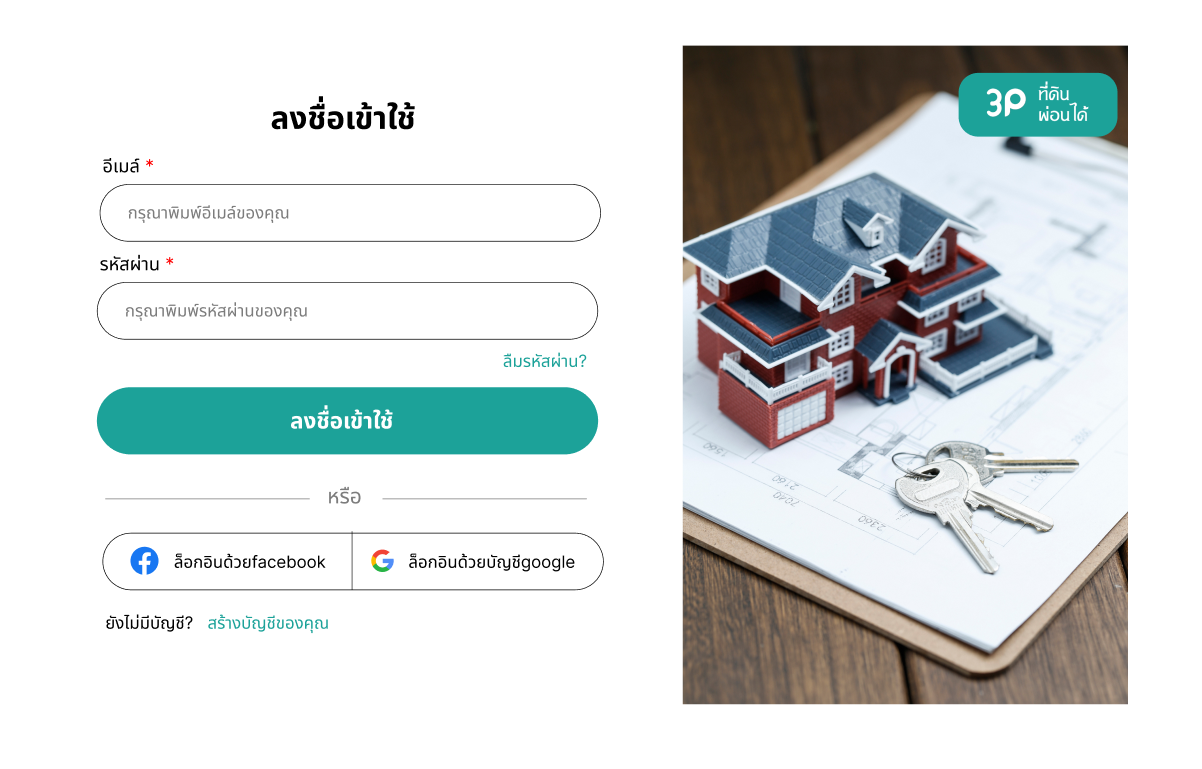 ลงชื่อเข้าใช้
อีเมล์ *
กรุณาพิมพ์อีเมล์ของคุณ
รหัสผ่าน *
กรุณาพิมพ์รหัสผ่านของคุณ
ลืมรหัสผ่าน?
ลงชื่อเข้าใช้
หรือ
ล็อกอินด้วยfacebook
ล็อกอินด้วยบัญชีgoogle
ยังไม่มีบัญชี? สร้างบัญชีของคุณ
3P ที่ดิน
ผ่อนได้
2160
7040
2360